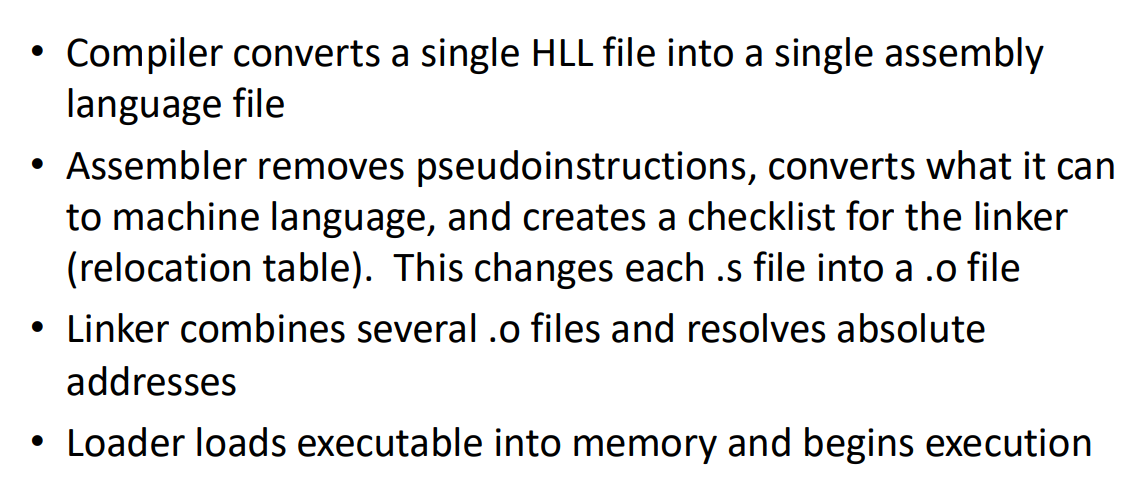 • Compiler converts a single HLL file into a single assembly
language file
• Assembler removes pseudoinstructions, converts what it can
to machine language, and creates a checklist for the linker
(relocation table).  This changes each .s file into a .o file
• Linker combines several .o files and resolves absolute
addresses
• Loader loads executable into memory and begins execution